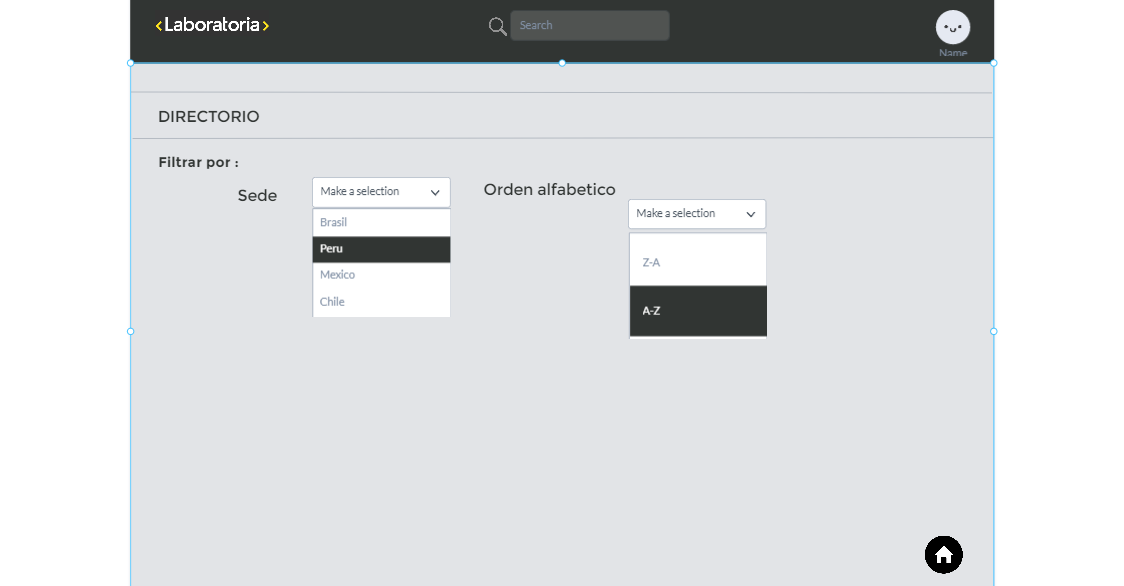 <Laboratoria>
Search
Name
DIRECTORIO
Filtrar por :
Sede
Make a selection
Brasil
Peru
Mexico
Chile
Orden alfabetico
Make a selection
Z-A
A-Z